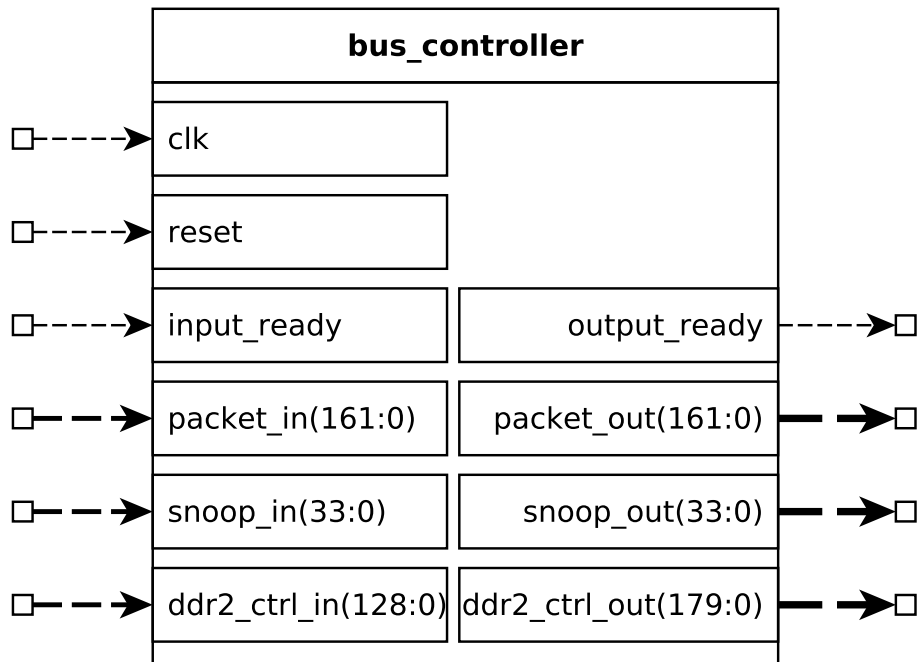 bus_controller
clk
reset
input_ready output_ready
packet_in(161:0) packet_out(161:0)
snoop_in(33:0) snoop_out(33:0)
ddr2_ctrl_in(128:0) ddr2_ctrl_out(179:0)